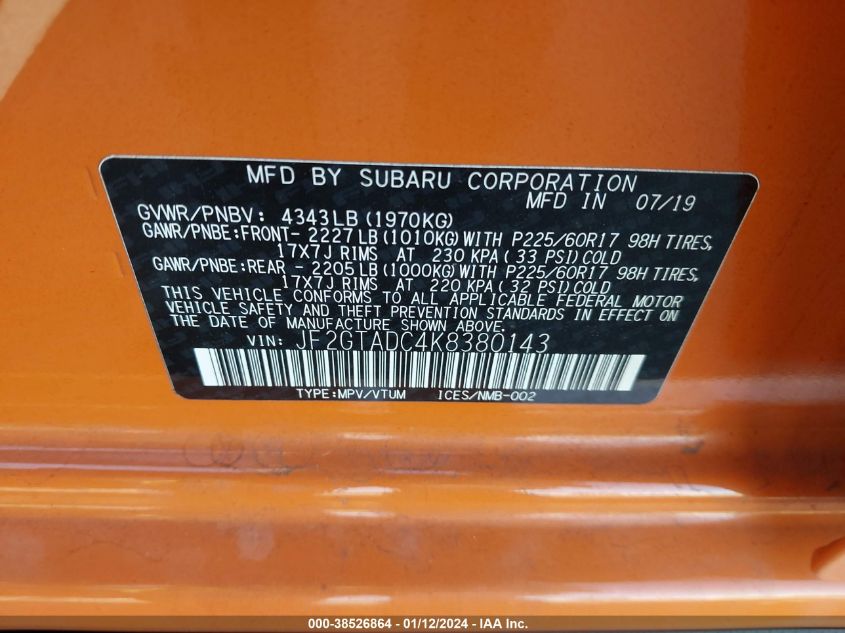 MFD BY SUBARU CORPORATION
MFD IN 07/19
GVWR/PNBV: 4343LB(1970KG)
GAWR/PNBE:FRONT- 2227LB(1010KG)WITH P225/60R17 98H TIRES,
17X7J RIMS AT 230 KPA(33 PSI)COLD
GAWR/PNBE:REAR - 2205LB(1000KG)WITH P225/60R17 98H TIRES,
17X7J RIMS AT 220 KPA(32 PSI)COLD
THIS VEHICLE CONFORMS TO ALL APPLICABLE FEDERAL MOTOR
VEHICLE SAFETY AND THEFT PREVENTION STANDARDS IN EFFECT ON
THE DATE OF MANUFACTURE SHOWN ABOVE.
VIN: JF2GTADC4K8380143
TYPE:MPV/VTUM ICES/NMB-002
000-38526864 - 01/12/2024 - IAA Inc.